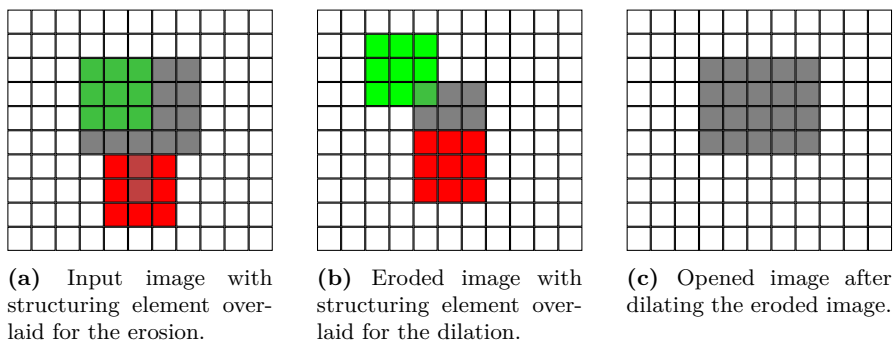 (a) Input image with
structuring element over-
laid for the erosion.
(b) Eroded image with
structuring element over-
laid for the dilation.
(c) Opened image after
dilating the eroded image.